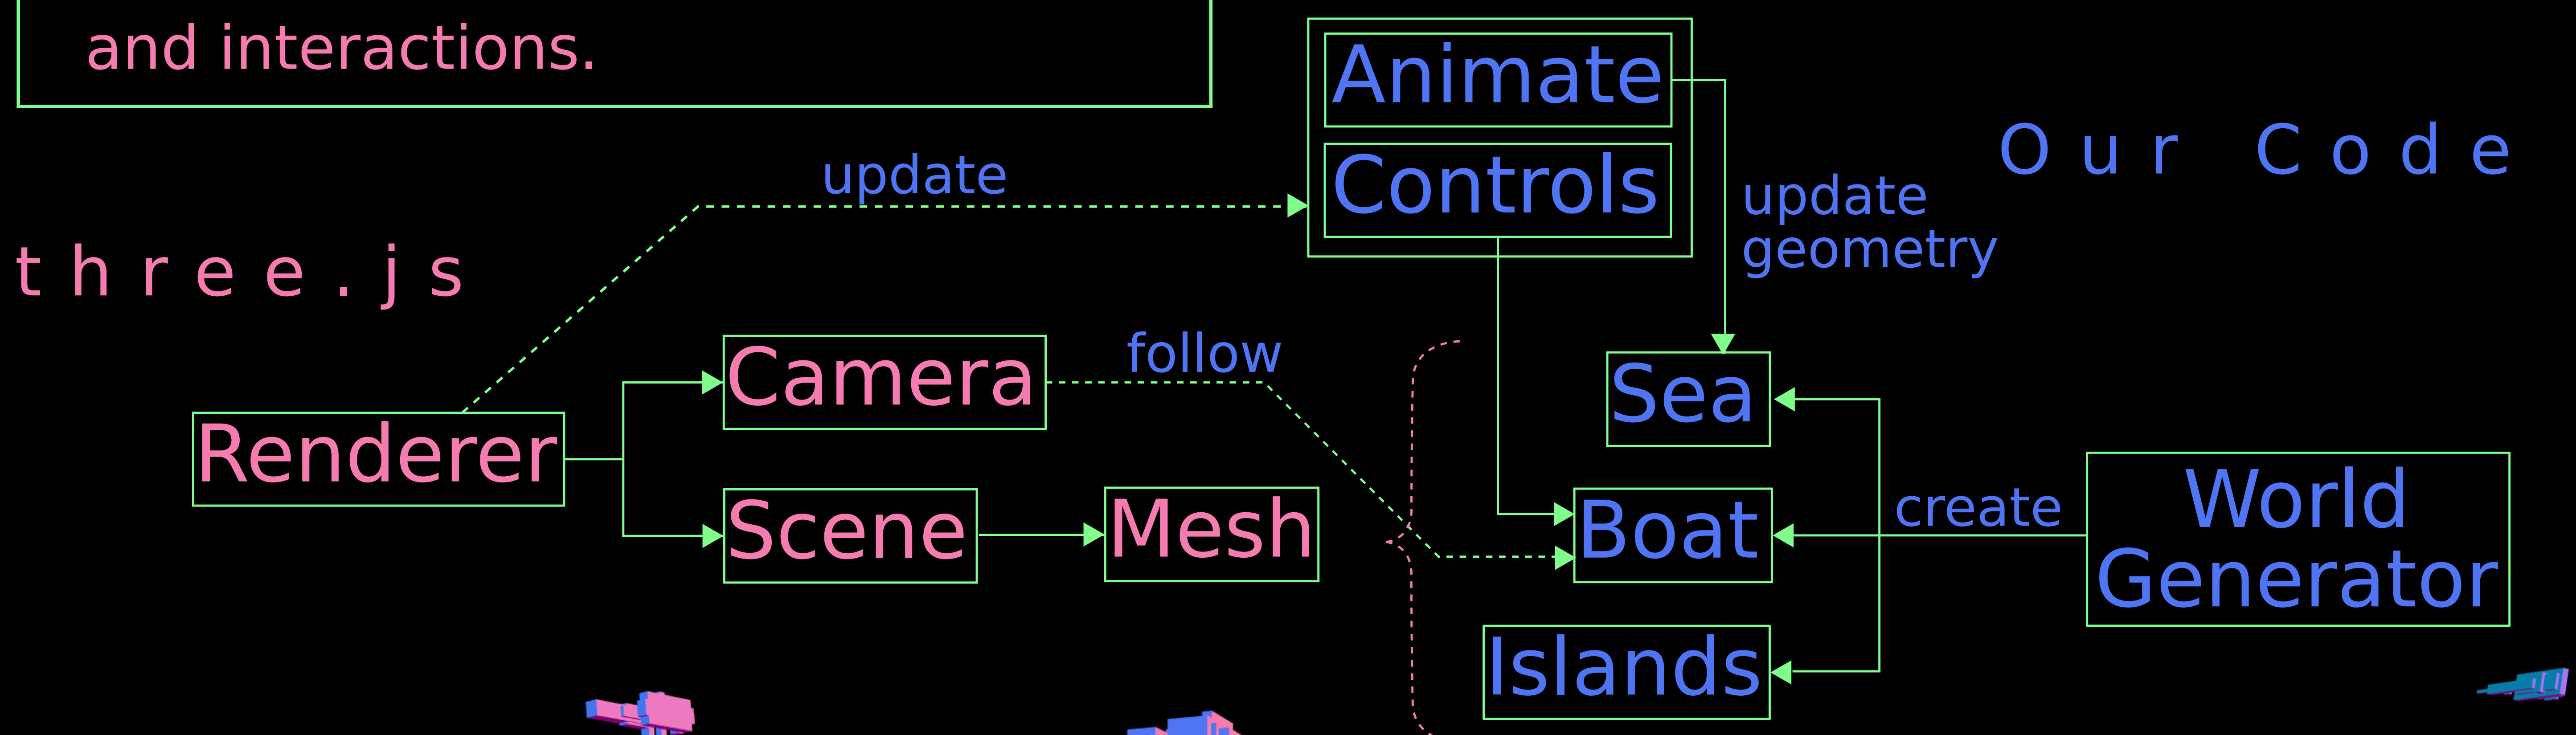 and interactions.
Animate
Controls
Our Code
update
update
geometry
three.js
Camera
follow
Sea
Renderer
Scene
Mesh
Boat
create
World
Generator
Islands